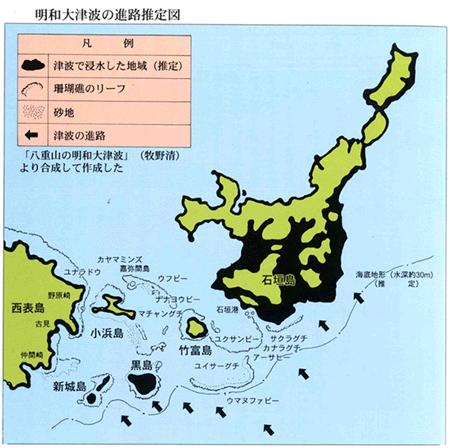 明和大津波の進路推定図
凡 例
津波で浸水した地域(推定)
珊瑚礁のリーフ
砂地
津波の進路
「八重山の明和大津波」(牧野清)
より合成して作成した
石垣島
海底地形(水深約30m)
(推 定)
カヤマミンズ
嘉弥間島
ユナラドウ
ウフビー
ナナヨウビー
マチャングチ
石垣港
野原崎
西表島
古見
小浜島
竹富島
ユクサンビー
サクラグチ
カナラグチ
アーサビー
仲間崎
黒島
ユイサーグチ
新城島
ウマヌファビー